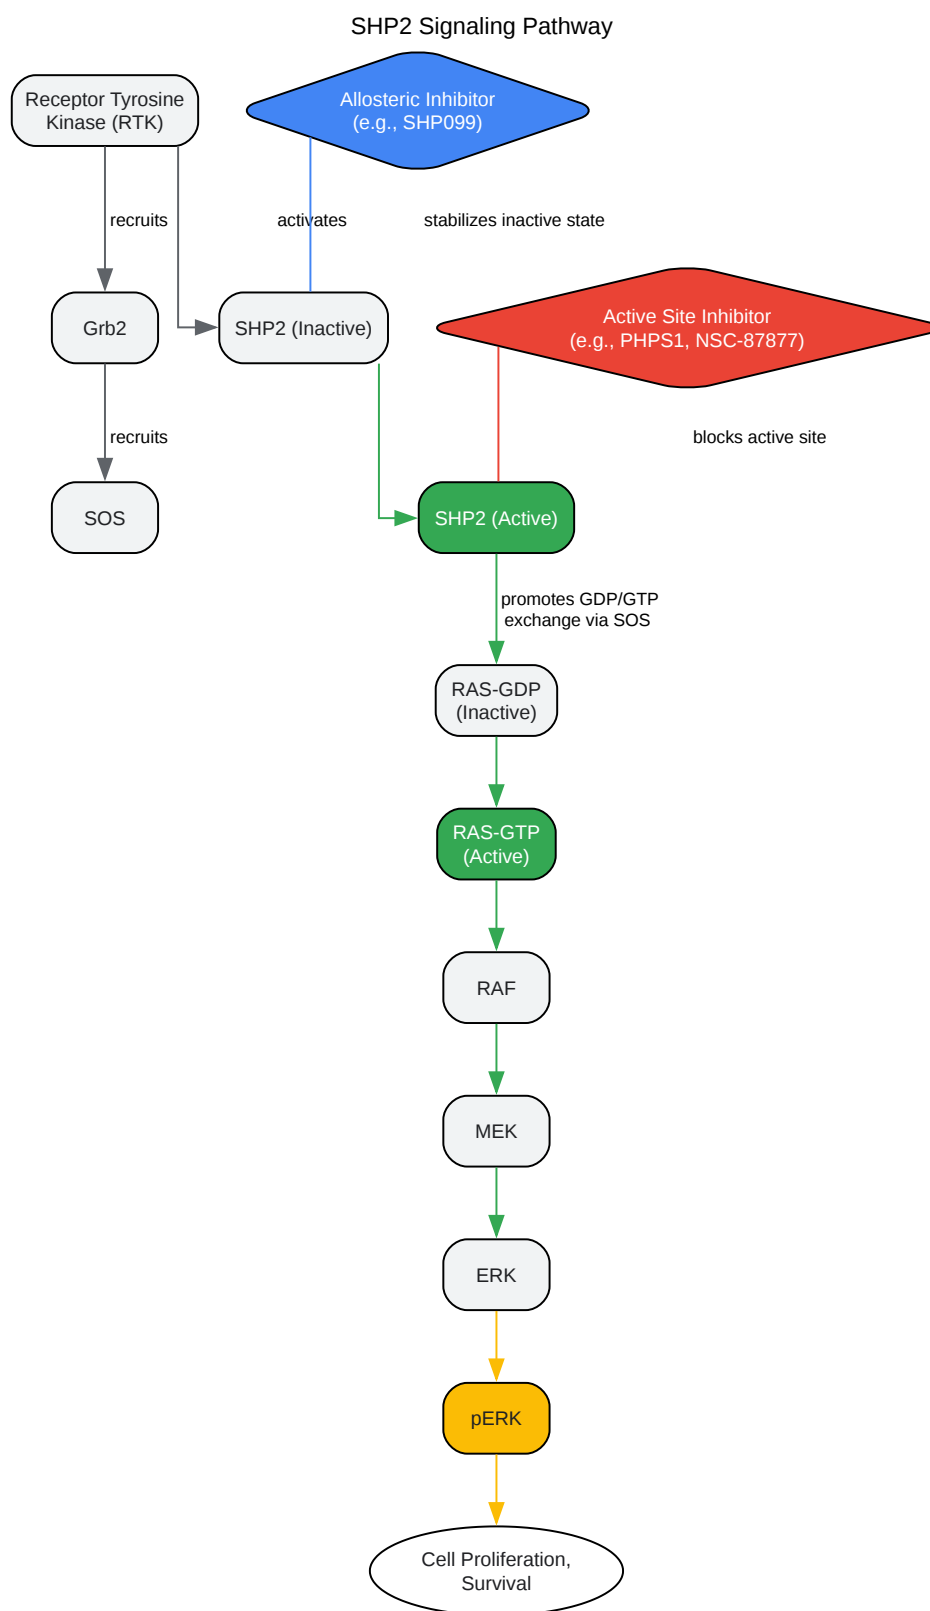 SHP2 Signaling Pathway
Receptor Tyrosine
Kinase (RTK)
Allosteric Inhibitor
(e.g., SHP099)
recruits
activates
stabilizes inactive state
Grb2
SHP2 (Inactive)
Active Site Inhibitor
(e.g., PHPS1, NSC-87877)
recruits
blocks active site
SOS
SHP2 (Active)
promotes GDP/GTP
exchange via SOS
RAS-GDP
(Inactive)
RAS-GTP
(Active)
RAF
MEK
ERK
pERK
Cell Proliferation,
Survival